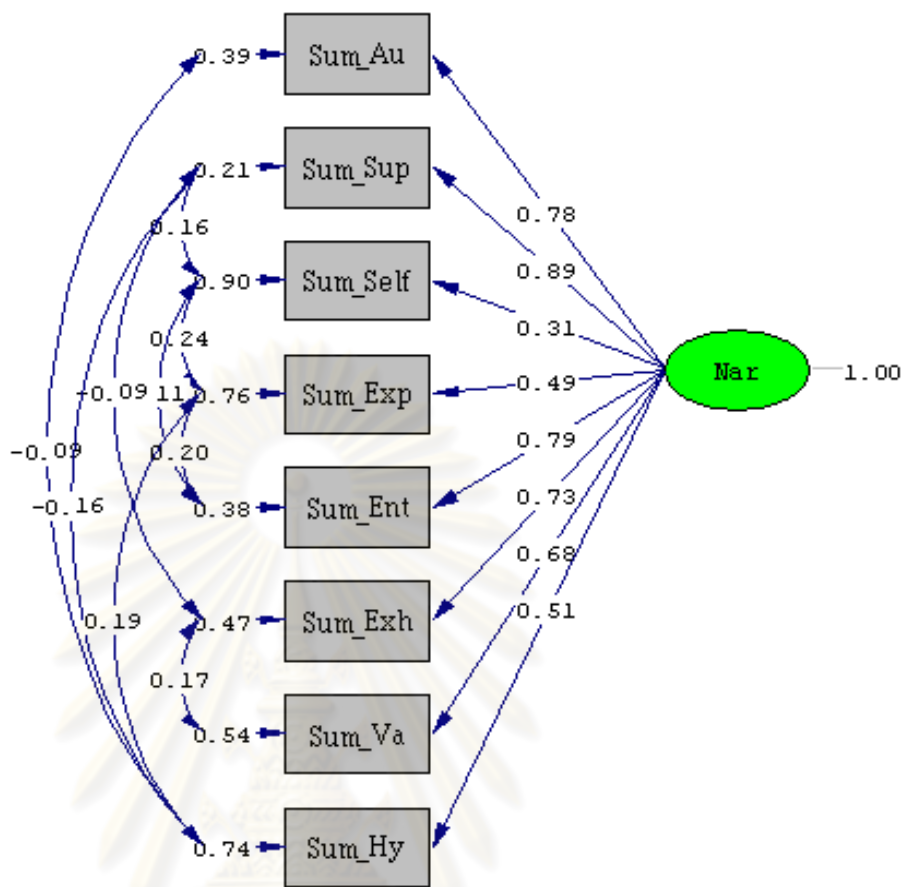 0.39 Sum_Au
0.21 Sum_Sup
0.78
0.16
0.89
0.90 Sum_Self
0.31
0.24
Nar 1.00
0.49
0.76 Sum_Exp
-0.09
11
0.79
-0.09
0.20
0.73
-0.16
0.38 Sum_Ent
0.68
0.51
0.19
0.47 Sum_Exh
0.17
0.54 Sum_Va
0.74 Sum_Hy